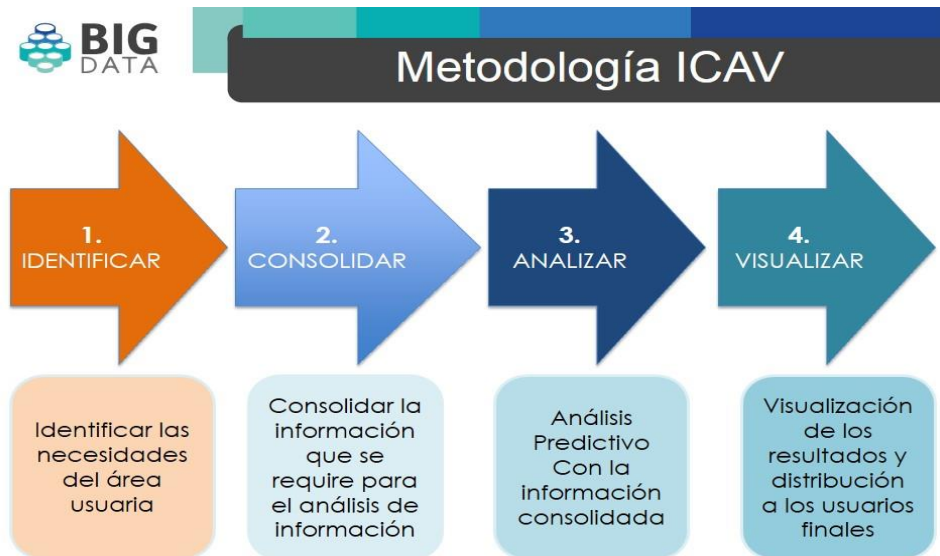 BIG
DATA
Metodología ICAV
1.
IDENTIFICAR
2.
CONSOLIDAR
3.
ANALIZAR
4.
VISUALIZAR
Identificar las
necesidades
del área
usuaria
Consolidar la
información
que se
require para
el análisis de
información
Análisis
Predictivo
Con la
información
consolidada
Visualización
de los
resultados y
distribución
a los usuarios
finales